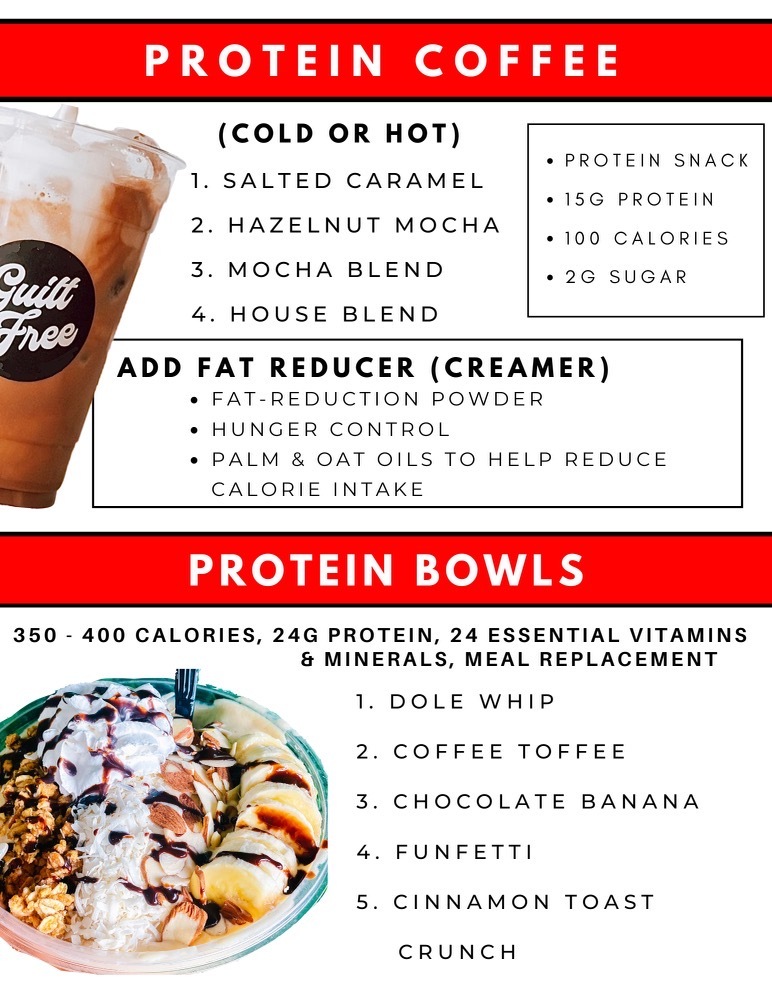 PROTEIN COFFEE
(COLD OR HOT)
1. SALTED CARAMEL
2. HAZELNUT MOCHA
3. MOCHA BLEND
4. HOUSE BLEND
• PROTEIN SNACK
• 15G PROTEIN
• 100 CALORIES
• 2G SUGAR
Guilt
Free
ADD FAT REDUCER (CREAMER)
• FAT-REDUCTION POWDER
• HUNGER CONTROL
• PALM & OAT OILS TO HELP REDUCE
CALORIE INTAKE
PROTEIN BOWLS
350 - 400 CALORIES, 24G PROTEIN, 24 ESSENTIAL VITAMINS
& MINERALS, MEAL REPLACEMENT
1. DOLE WHIP
2. COFFEE TOFFEE
3. CHOCOLATE BANANA
4. FUNFETTI
5. CINNAMON TOAST
CRUNCH